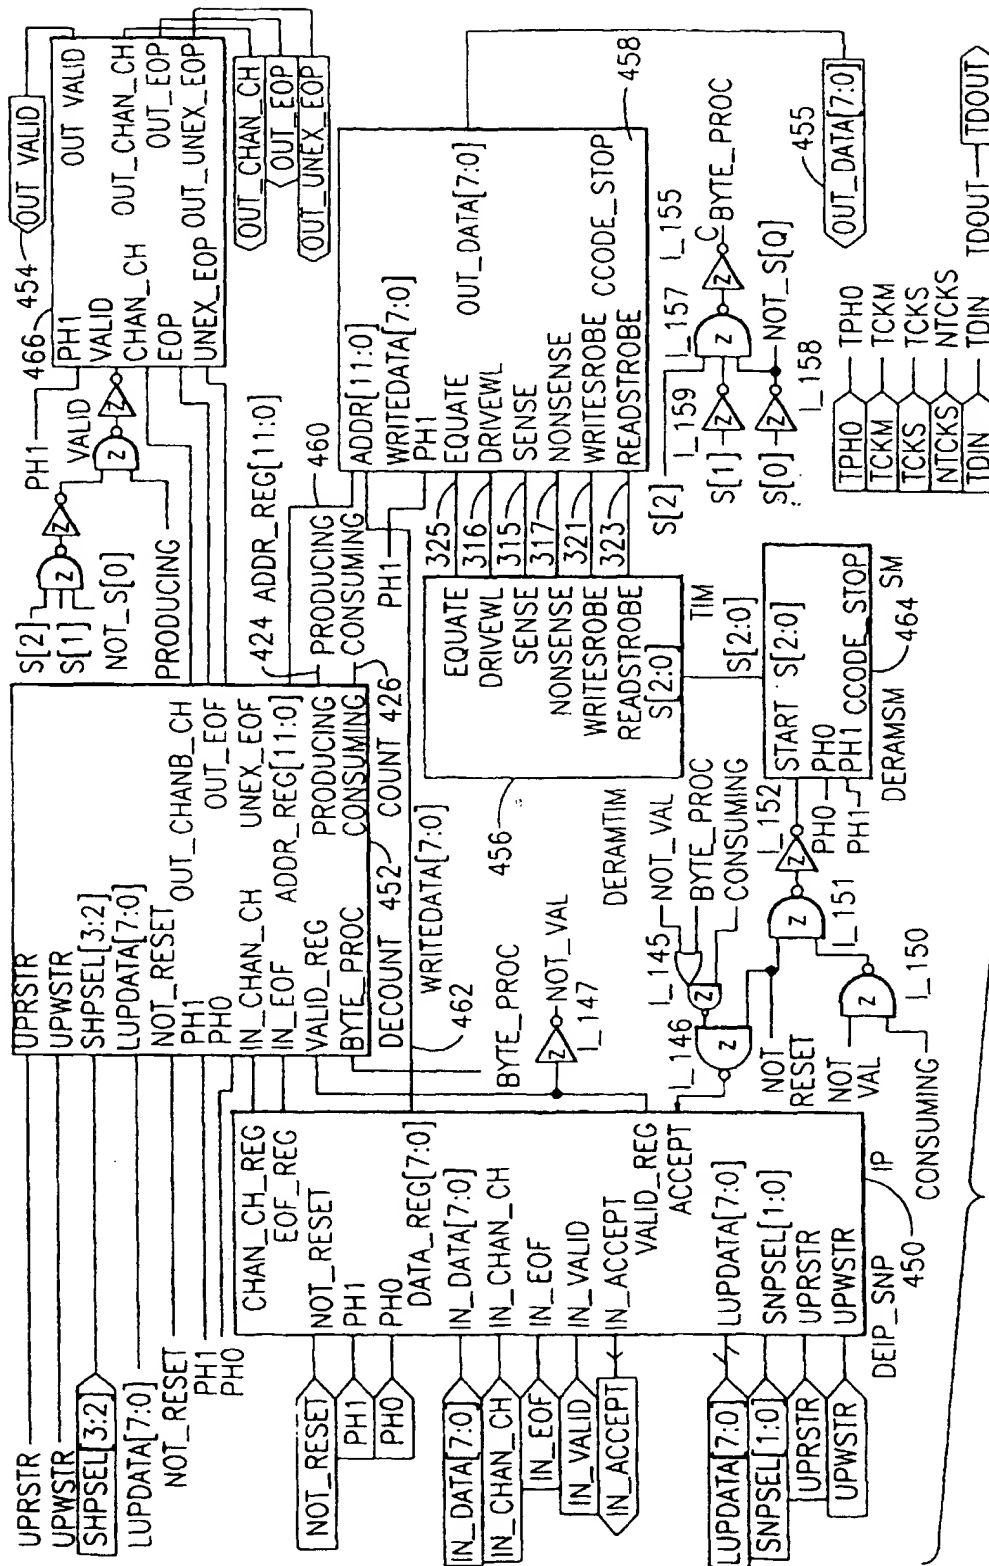 UPRSTR
UPWSTR
SHPSEL[3:2]
LUPDATA[7:0]
NOT_RESET
PH1
PH0
UPRSTR
UPWSTR
SHPSEL[3:2]
LUPDATA[7:0]
NOT_RESET
PH1
PH0
IN_CHAN_CH
IN_EOF
VALID_REG
BYTE_PROC
OUT_CHANB_CH
OUT_EOF
UNEX_EOF
ADDR_REG[11:0]
PRODUCING
CONSUMING
DECOUNT
452
COUNT
426
S[2]
S[1]
NOT_S[0]
PRODUCING
Z
Z
Z
Z
VALID
PH1
466
454
OUT VALID
PH1
VALID
CHAN_CH
EOP
UNEX_EOP
OUT VALID
OUT_CHAN_CH
OUT_EOP
OUT_UNEX_EOP
OUT_CHAN_CH
OUT_EOP
OUT_UNEX_EOP
424
ADDR_REG[11:0]
PRODUCING
CONSUMING
460
PH1
WRITEDATA[7:0]
462
BYTE_PROC
ADDR[11:0]
WRITEDATA[7:0]
PH1
EQUATE
DRIVEWL
SENSE
NONSENSE
WRITESROBE
READSTROBE
OUT_DATA[7:0]
CCODE_STOP
458
325
316
315
317
321
323
EQUATE
DRIVEWL
SENSE
NONSENSE
WRITESROBE
READSTROBE
S[2:0]
456
DERAMTIM
TIM
S[2:0]
S[2]
S[1]
S[0]
I_159
I_157
I_155
I_158
Z
Z
Z
Z
C
BYTE_PROC
NOT_S[Q]
455
OUT_DATA[7:0]
NOT_RESET
PH1
PH0
IN_DATA[7:0]
IN_CHAN_CH
IN_EOF
IN_VALID
IN_ACCEPT
LUPDATA[7:0]
SNPSEL[1:0]
UPRSTR
UPWSTR
CHAN_CH_REG
EOF_REG
NOT_RESET
PH1
PH0
DATA_REG[7:0]
IN_DATA[7:0]
IN_CHAN_CH
IN_EOF
IN_VALID
IN_ACCEPT
VALID_REG
ACCEPT
LUPDATA[7:0]
SNPSEL[1:0]
UPRSTR
UPWSTR
DEIP_SNP
450
IP
Z
NOT_VAL
I_147
I_145
NOT_VAL
BYTE_PROC
CONSUMING
Z
Z
I_146
NOT
RESET
NOT
VAL
CONSUMING
Z
I_150
Z
I_151
Z
I_152
PH0
PH1
START
S[2:0]
PH0
PH1
CCODE_STOP
DERAMSM
464
SM
TPH0
TCKM
TCKS
NTCKS
TDIN
TPH0
TCKM
TCKS
NTCKS
TDIN
TDOUT
TDOUT